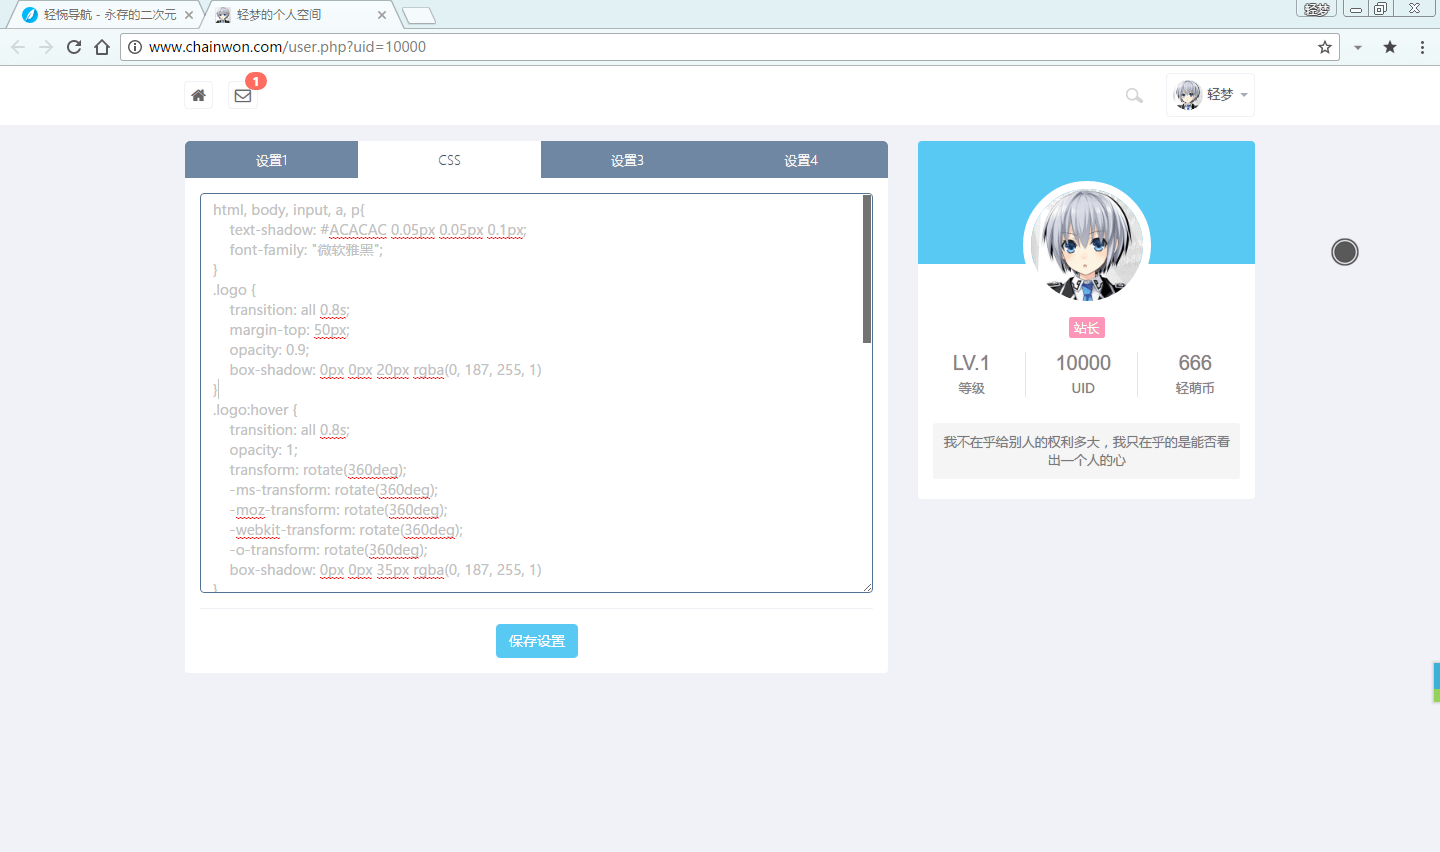 轻惋导航 - 永存的二次元
轻梦的个人空间
轻梦
www.chainwon.com/user.php?uid=10000
1
轻梦
设置1
CSS
设置3
设置4
html, body, input, a, p{
text-shadow: #ACACAC 0.05px 0.05px 0.1px;
font-family: "微软雅黑";
}
.logo {
transition: all 0.8s;
margin-top: 50px;
opacity: 0.9;
box-shadow: 0px 0px 20px rgba(0, 187, 255, 1)
}
.logo:hover {
transition: all 0.8s;
opacity: 1;
transform: rotate(360deg);
-ms-transform: rotate(360deg);
-moz-transform: rotate(360deg);
-webkit-transform: rotate(360deg);
-o-transform: rotate(360deg);
box-shadow: 0px 0px 35px rgba(0, 187, 255, 1)
}
保存设置
站长
LV.1
等级
10000
UID
666
轻萌币
我不在乎给别人的权利多大，我只在乎的是能否看
出一个人的心